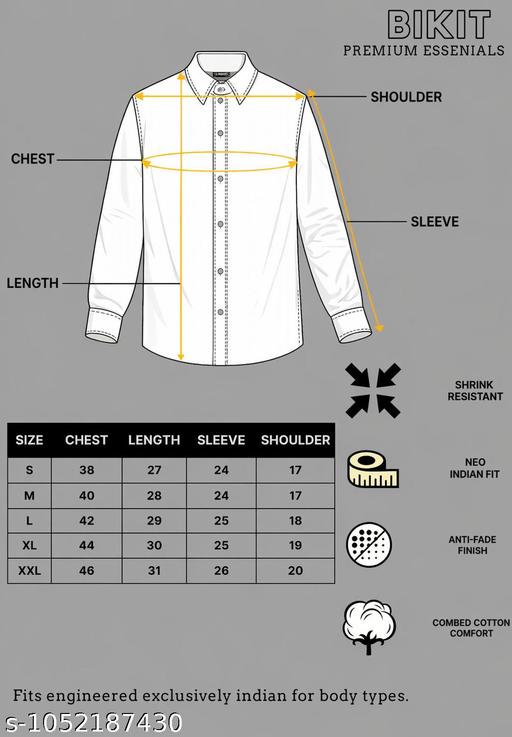 BIKIT
PREMIUM ESSENIALS
SHOULDER
CHEST
SLEEVE
LENGTH
SHRINK
RESISTANT
SIZE CHEST LENGTH SLEEVE SHOULDER
S 38 27 24 17
M 40 28 24 17
L 42 29 25 18
XL 44 30 25 19
XXL 46 31 26 20
NEO
INDIAN FIT
ANTI-FADE
FINISH
COMBED COTTON
COMFORT
Fits engineered exclusively indian for body types.
s-1052187430